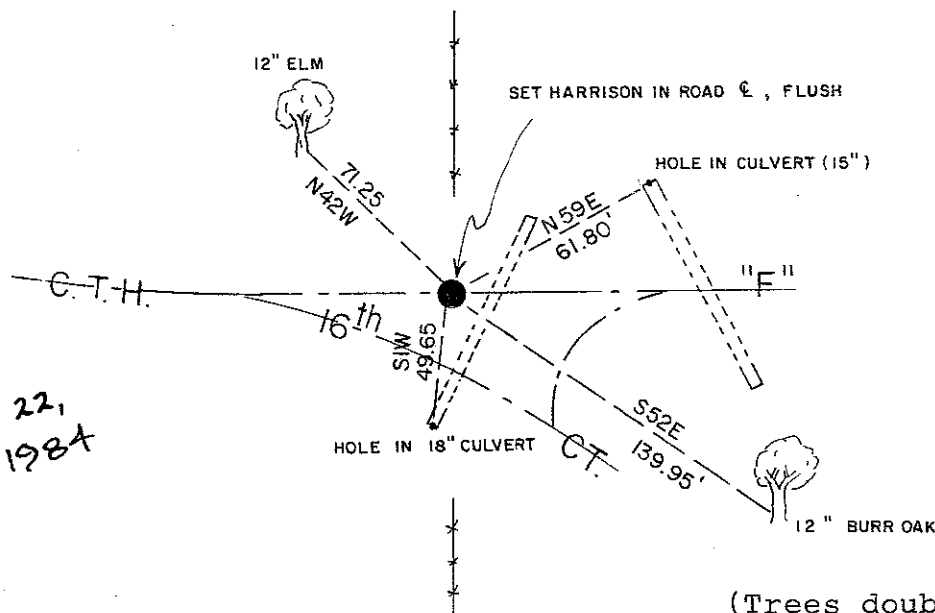 12" ELM
SET HARRISON IN ROAD ℄, FLUSH
HOLE IN CULVERT (15")
71.25
N42W
N59E
61.80'
C. T. H.
"F"
16th
CT.
S1W
49.65
22,
1984
HOLE IN 18" CULVERT
S52E
139.95'
12" BURR OAK
(Trees doub